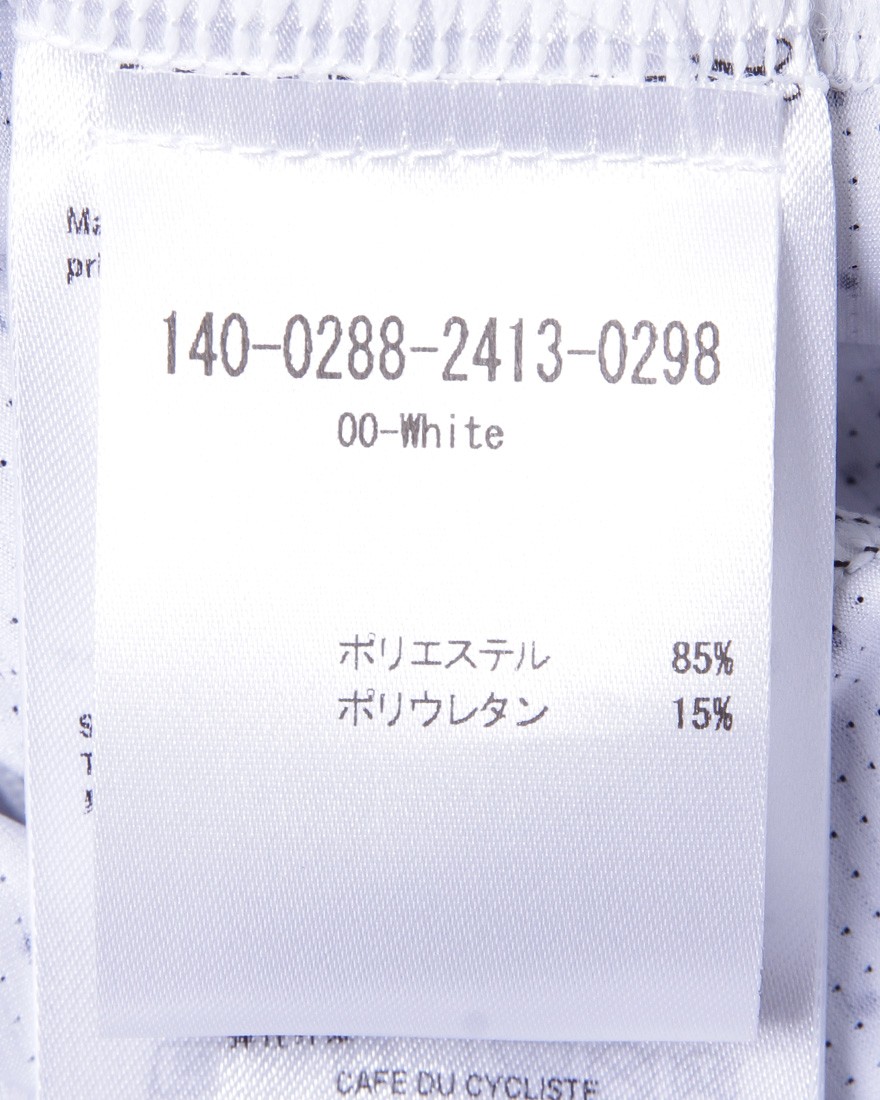 140-0288-2413-0298
00-White
ポリエステル 85%
ポリウレタン 15%
CAFE DU CYCLISTE